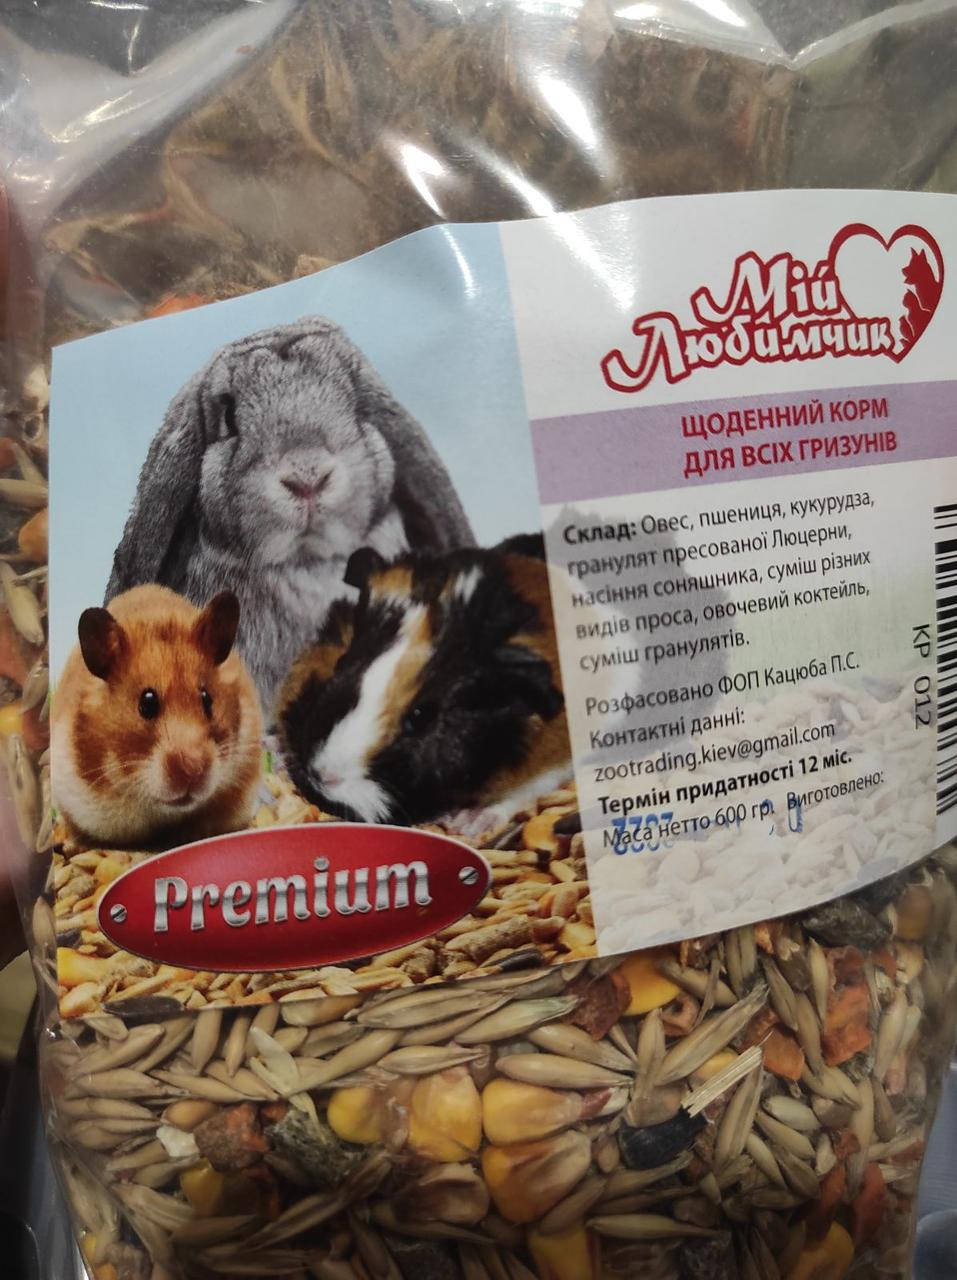 Мій
Любимчик
ЩОДЕННИЙ КОРМ
ДЛЯ ВСІХ ГРИЗУНІВ
Склад: Овес, пшениця, кукурудза,
гранулят пресованої Люцерни,
насіння соняшника, суміш різних
видів проса, овочевий коктейль,
суміш гранулятів.
Розфасовано ФОП Кацюба П.С.
Контактні данні:
zootrading.kiev@gmail.com
Термін придатності 12 міс.
Маса нетто 600 гр. Виготовлено:
КР 012
Premium